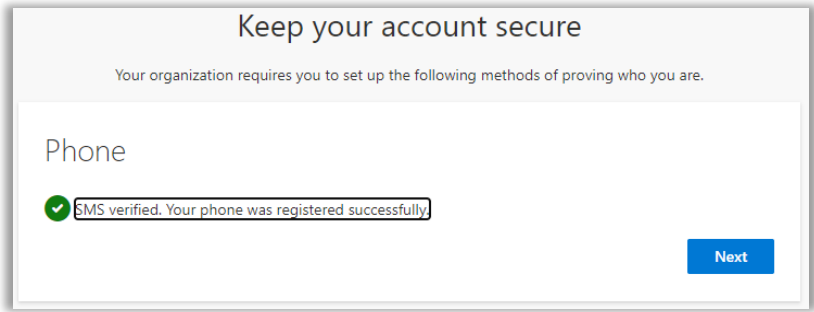 Keep your account secure
Your organization requires you to set up the following methods of proving who you are.
Phone
SMS verified. Your phone was registered successfully.
Next